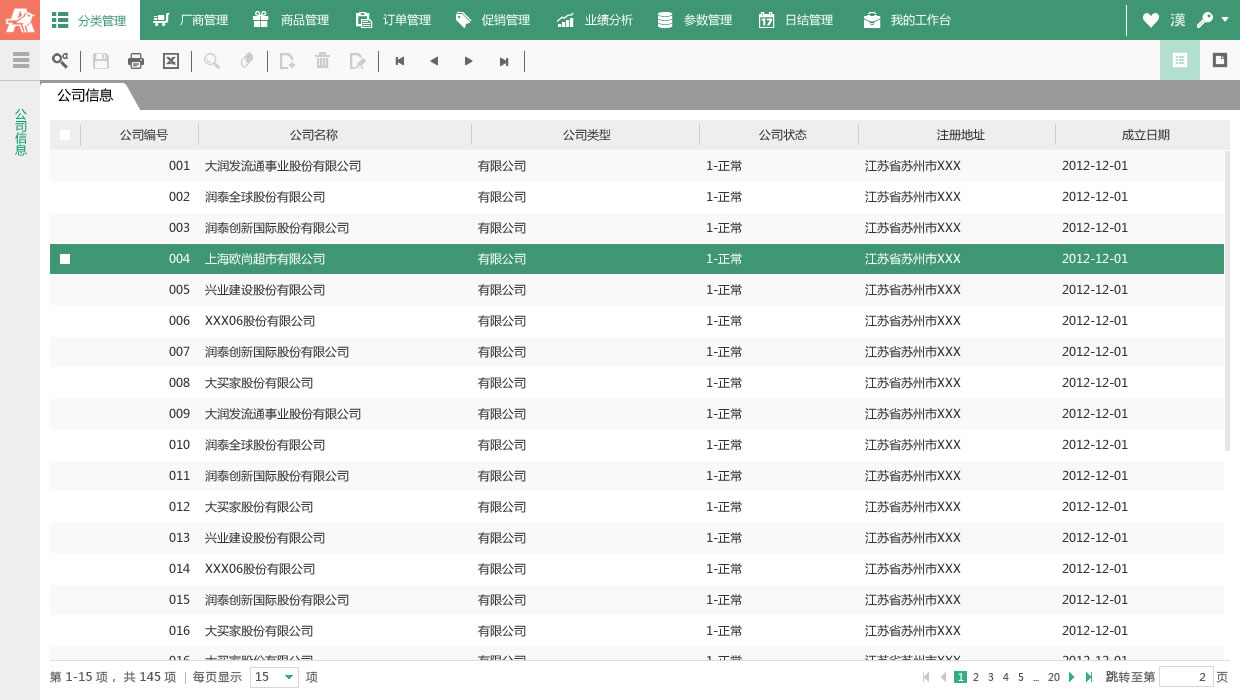 分类管理 厂商管理 商品管理 订单管理 促销管理 业绩分析 参数管理 日结管理 我的工作台 漢
公司信息
公司信息
公司编号 公司名称 公司类型 公司状态 注册地址 成立日期
001 大润发流通事业股份有限公司 有限公司 1-正常 江苏省苏州市XXX 2012-12-01
002 润泰全球股份有限公司 有限公司 1-正常 江苏省苏州市XXX 2012-12-01
003 润泰创新国际股份有限公司 有限公司 1-正常 江苏省苏州市XXX 2012-12-01
004 上海欧尚超市有限公司 有限公司 1-正常 江苏省苏州市XXX 2012-12-01
005 兴业建设股份有限公司 有限公司 1-正常 江苏省苏州市XXX 2012-12-01
006 XXX06股份有限公司 有限公司 1-正常 江苏省苏州市XXX 2012-12-01
007 润泰创新国际股份有限公司 有限公司 1-正常 江苏省苏州市XXX 2012-12-01
008 大买家股份有限公司 有限公司 1-正常 江苏省苏州市XXX 2012-12-01
009 大润发流通事业股份有限公司 有限公司 1-正常 江苏省苏州市XXX 2012-12-01
010 润泰全球股份有限公司 有限公司 1-正常 江苏省苏州市XXX 2012-12-01
011 润泰创新国际股份有限公司 有限公司 1-正常 江苏省苏州市XXX 2012-12-01
012 大买家股份有限公司 有限公司 1-正常 江苏省苏州市XXX 2012-12-01
013 兴业建设股份有限公司 有限公司 1-正常 江苏省苏州市XXX 2012-12-01
014 XXX06股份有限公司 有限公司 1-正常 江苏省苏州市XXX 2012-12-01
015 润泰创新国际股份有限公司 有限公司 1-正常 江苏省苏州市XXX 2012-12-01
016 大买家股份有限公司 有限公司 1-正常 江苏省苏州市XXX 2012-12-01
016 大买家股份有限公司 有限公司 1-正常 江苏省苏州市XXX 2012-12-01
第 1-15 项， 共 145 项 | 每页显示 15 项 1 2 3 4 5 ... 20 跳转至第 2 页